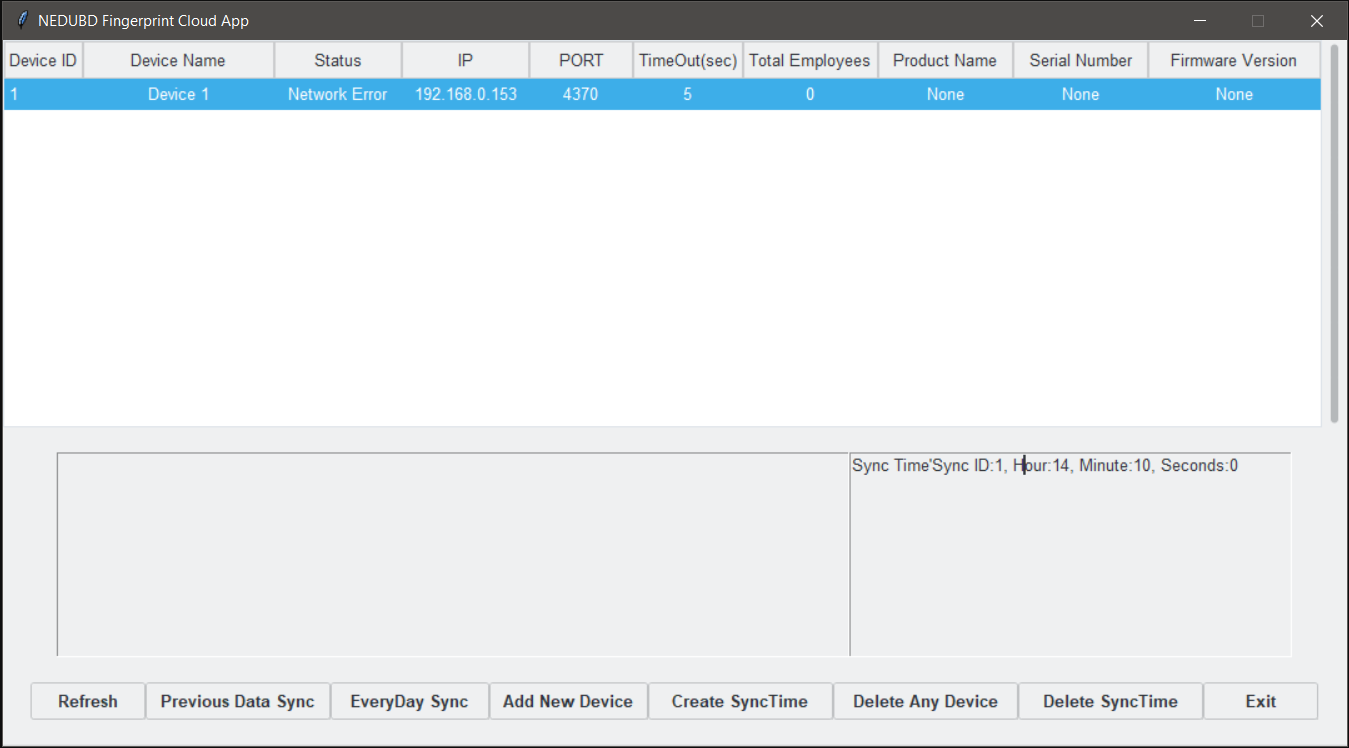 NEDUBD Fingerprint Cloud App
Device ID Device Name Status IP PORT TimeOut(sec) Total Employees Product Name Serial Number Firmware Version
1 Device 1 Network Error 192.168.0.153 4370 5 0 None None None
Sync Time'Sync ID:1, Hour:14, Minute:10, Seconds:0
Refresh Previous Data Sync EveryDay Sync Add New Device Create SyncTime Delete Any Device Delete SyncTime Exit